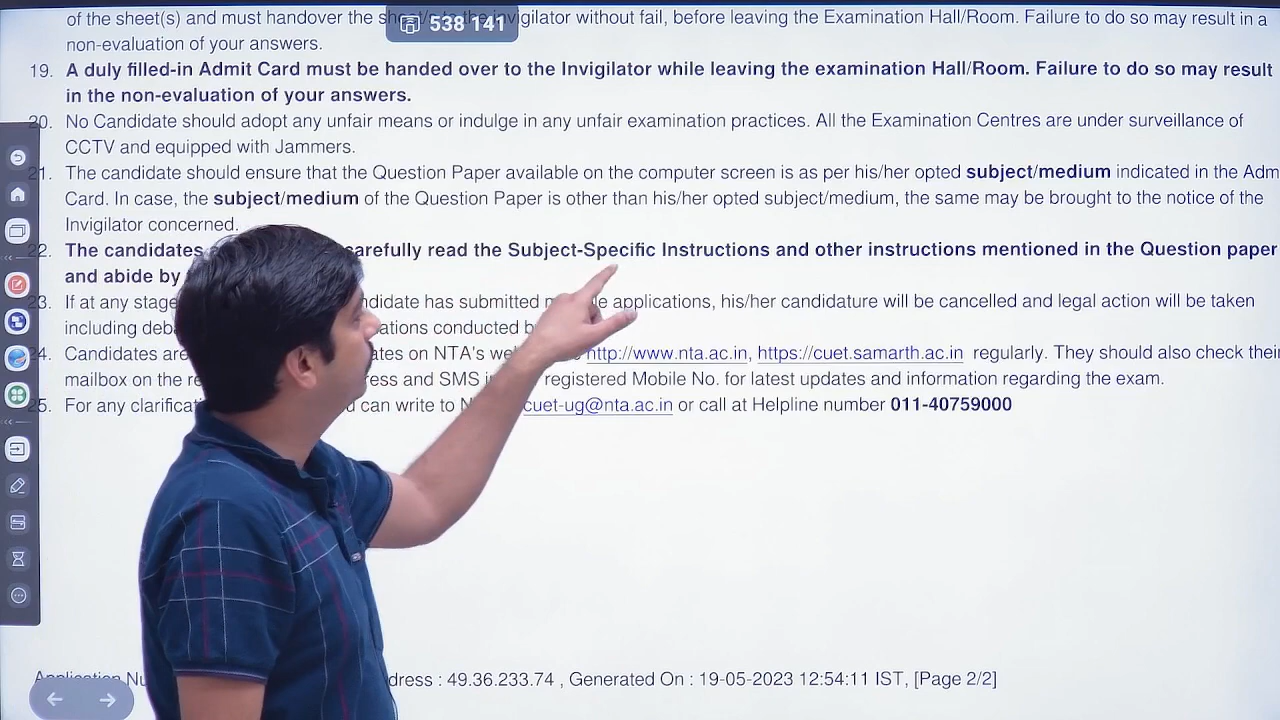 of the sheet(s) and must handover the invigilator without fail, before leaving the Examination Hall/Room. Failure to do so may result in a
538 141
non-evaluation of your answers.
19. A duly filled-in Admit Card must be handed over to the Invigilator while leaving the examination Hall/Room. Failure to do so may result
in the non-evaluation of your answers.
20. No Candidate should adopt any unfair means or indulge in any unfair examination practices. All the Examination Centres are under surveillance of
CCTV and equipped with Jammers.
21. The candidate should ensure that the Question Paper available on the computer screen is as per his/her opted subject/medium indicated in the Adm
Card. In case, the subject/medium of the Question Paper is other than his/her opted subject/medium, the same may be brought to the notice of the
Invigilator concerned.
22. The candidates carefully read the Subject-Specific Instructions and other instructions mentioned in the Question paper
and abide by
23. If at any stage has submitted applications, his/her candidature will be cancelled and legal action will be taken
including conducted
24. Candidates are on NTA's http://www.nta.ac.in, https://cuet.samarth.ac.in regularly. They should also check their
mailbox on the and SMS registered Mobile No. for latest updates and information regarding the exam.
25. For any can write to cuet-ug@nta.ac.in or call at Helpline number 011-40759000
Application : 49.36.233.74 , Generated On : 19-05-2023 12:54:11 IST, [Page 2/2]